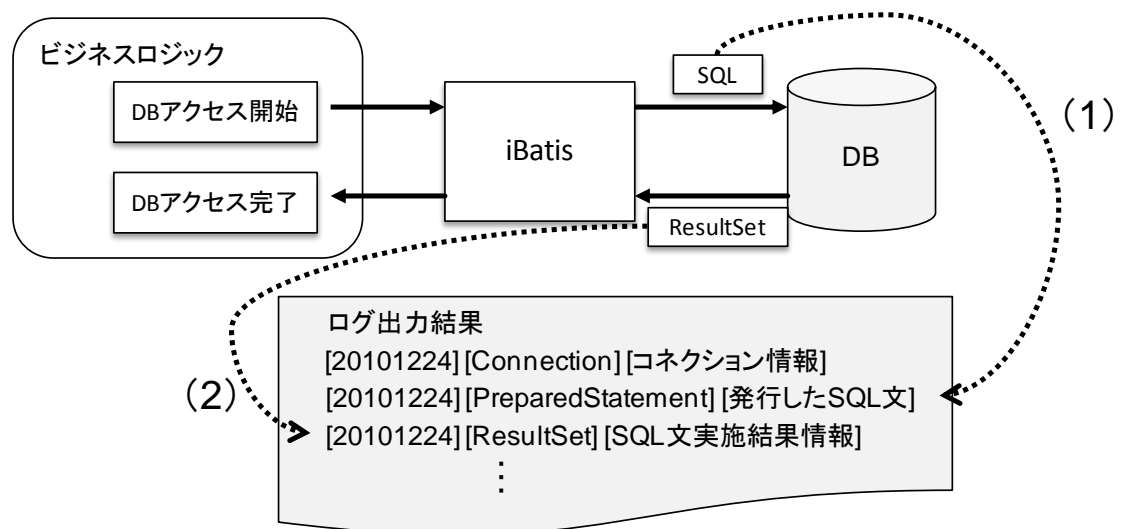 ビジネスロジック
DBアクセス開始
DBアクセス完了
iBatis
SQL
ResultSet
DB
(1)
(2)
ログ出力結果
[20101224][Connection][コネクション情報]
[20101224][PreparedStatement][発行したSQL文]
[20101224][ResultSet][SQL文実施結果情報]
⋮